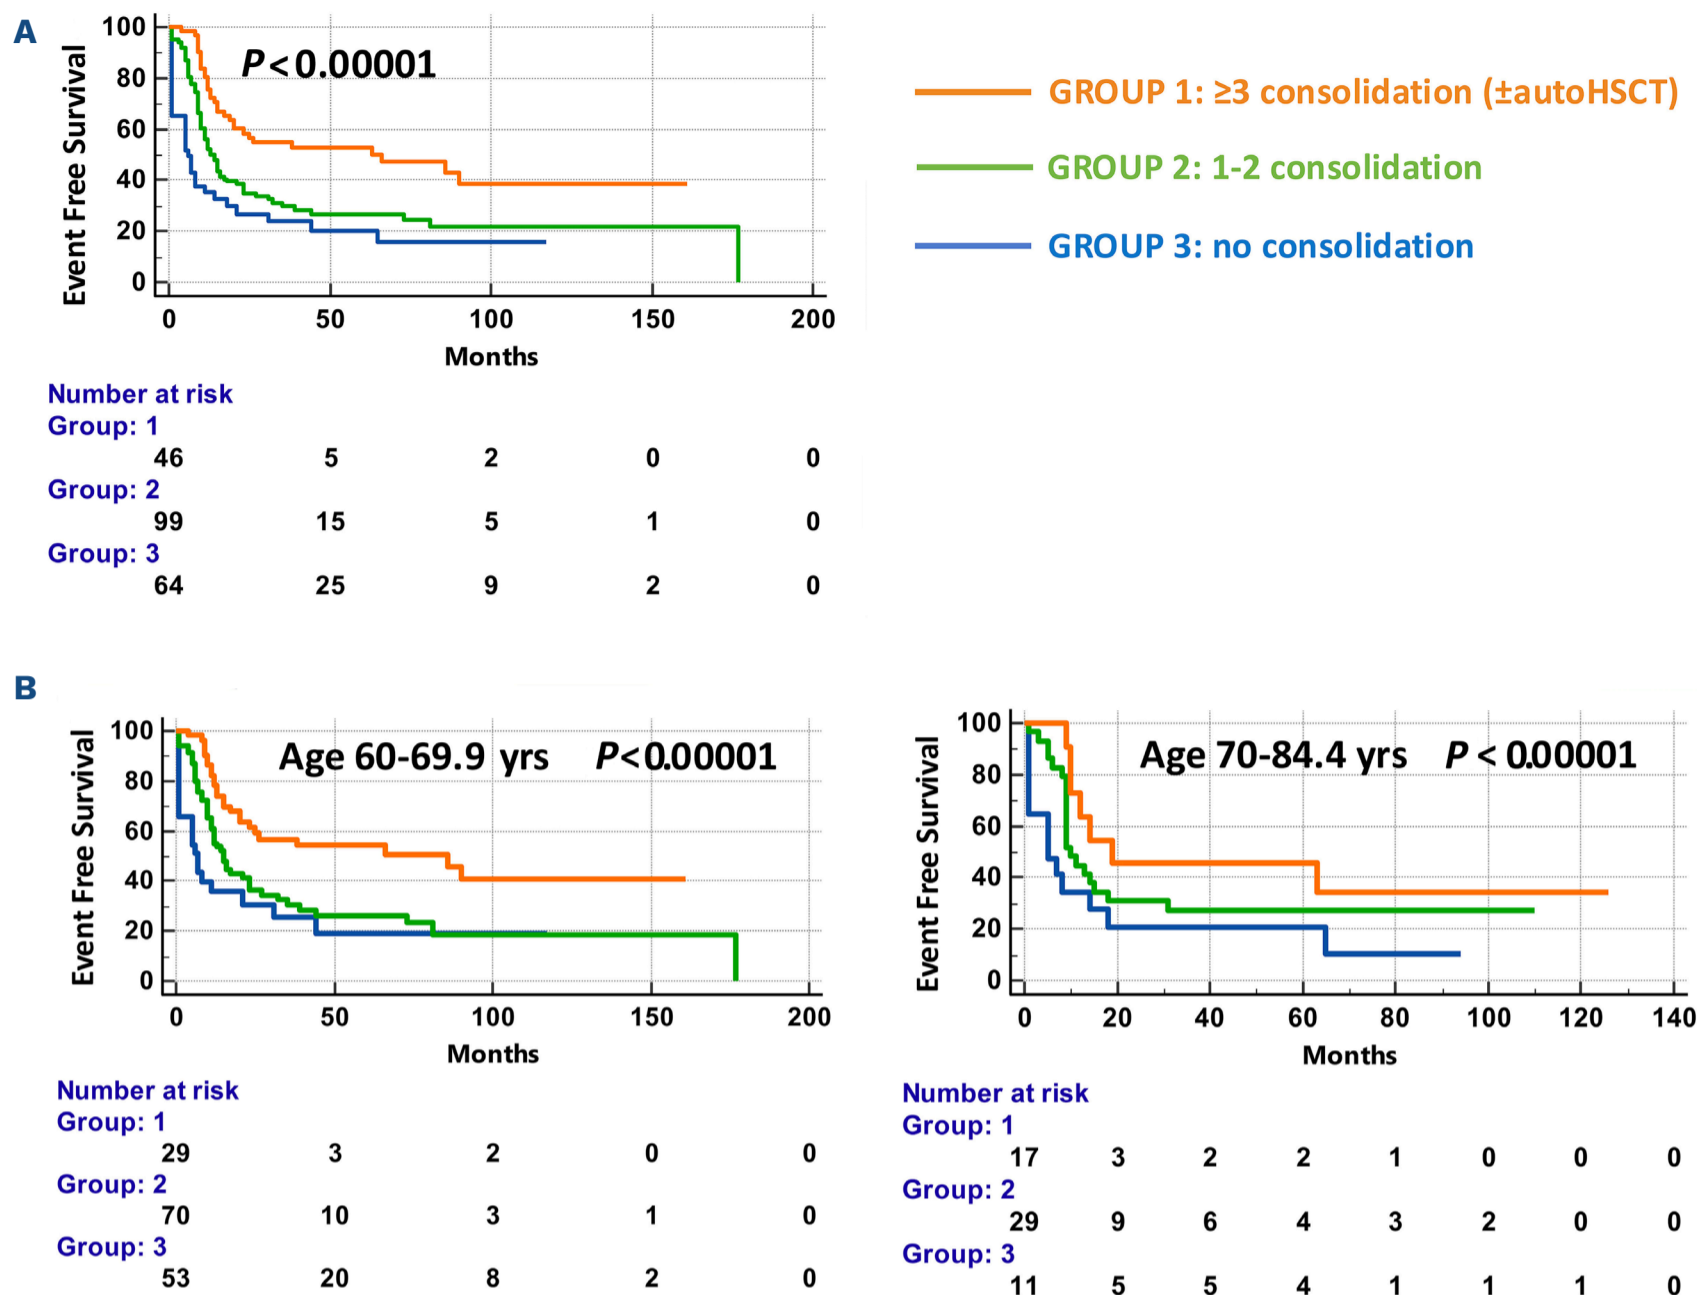 A
100
80
60
40
20
0
Event Free Survival
P<0.00001
0 50 100 150 200
Months
GROUP 1: ≥3 consolidation (±autoHSCT)
GROUP 2: 1-2 consolidation
GROUP 3: no consolidation
Number at risk
Group: 1
46 5 2 0 0
Group: 2
99 15 5 1 0
Group: 3
64 25 9 2 0
B
100
80
60
40
20
0
Event Free Survival
Age 60-69.9 yrs P<0.00001
0 50 100 150 200
Months
Number at risk
Group: 1
29 3 2 0 0
Group: 2
70 10 3 1 0
Group: 3
53 20 8 2 0
100
80
60
40
20
0
Event Free Survival
Age 70-84.4 yrs P < 0.00001
0 20 40 60 80 100 120 140
Months
Number at risk
Group: 1
17 3 2 2 1 0 0 0
Group: 2
29 9 6 4 3 2 0 0
Group: 3
11 5 5 4 1 1 1 0